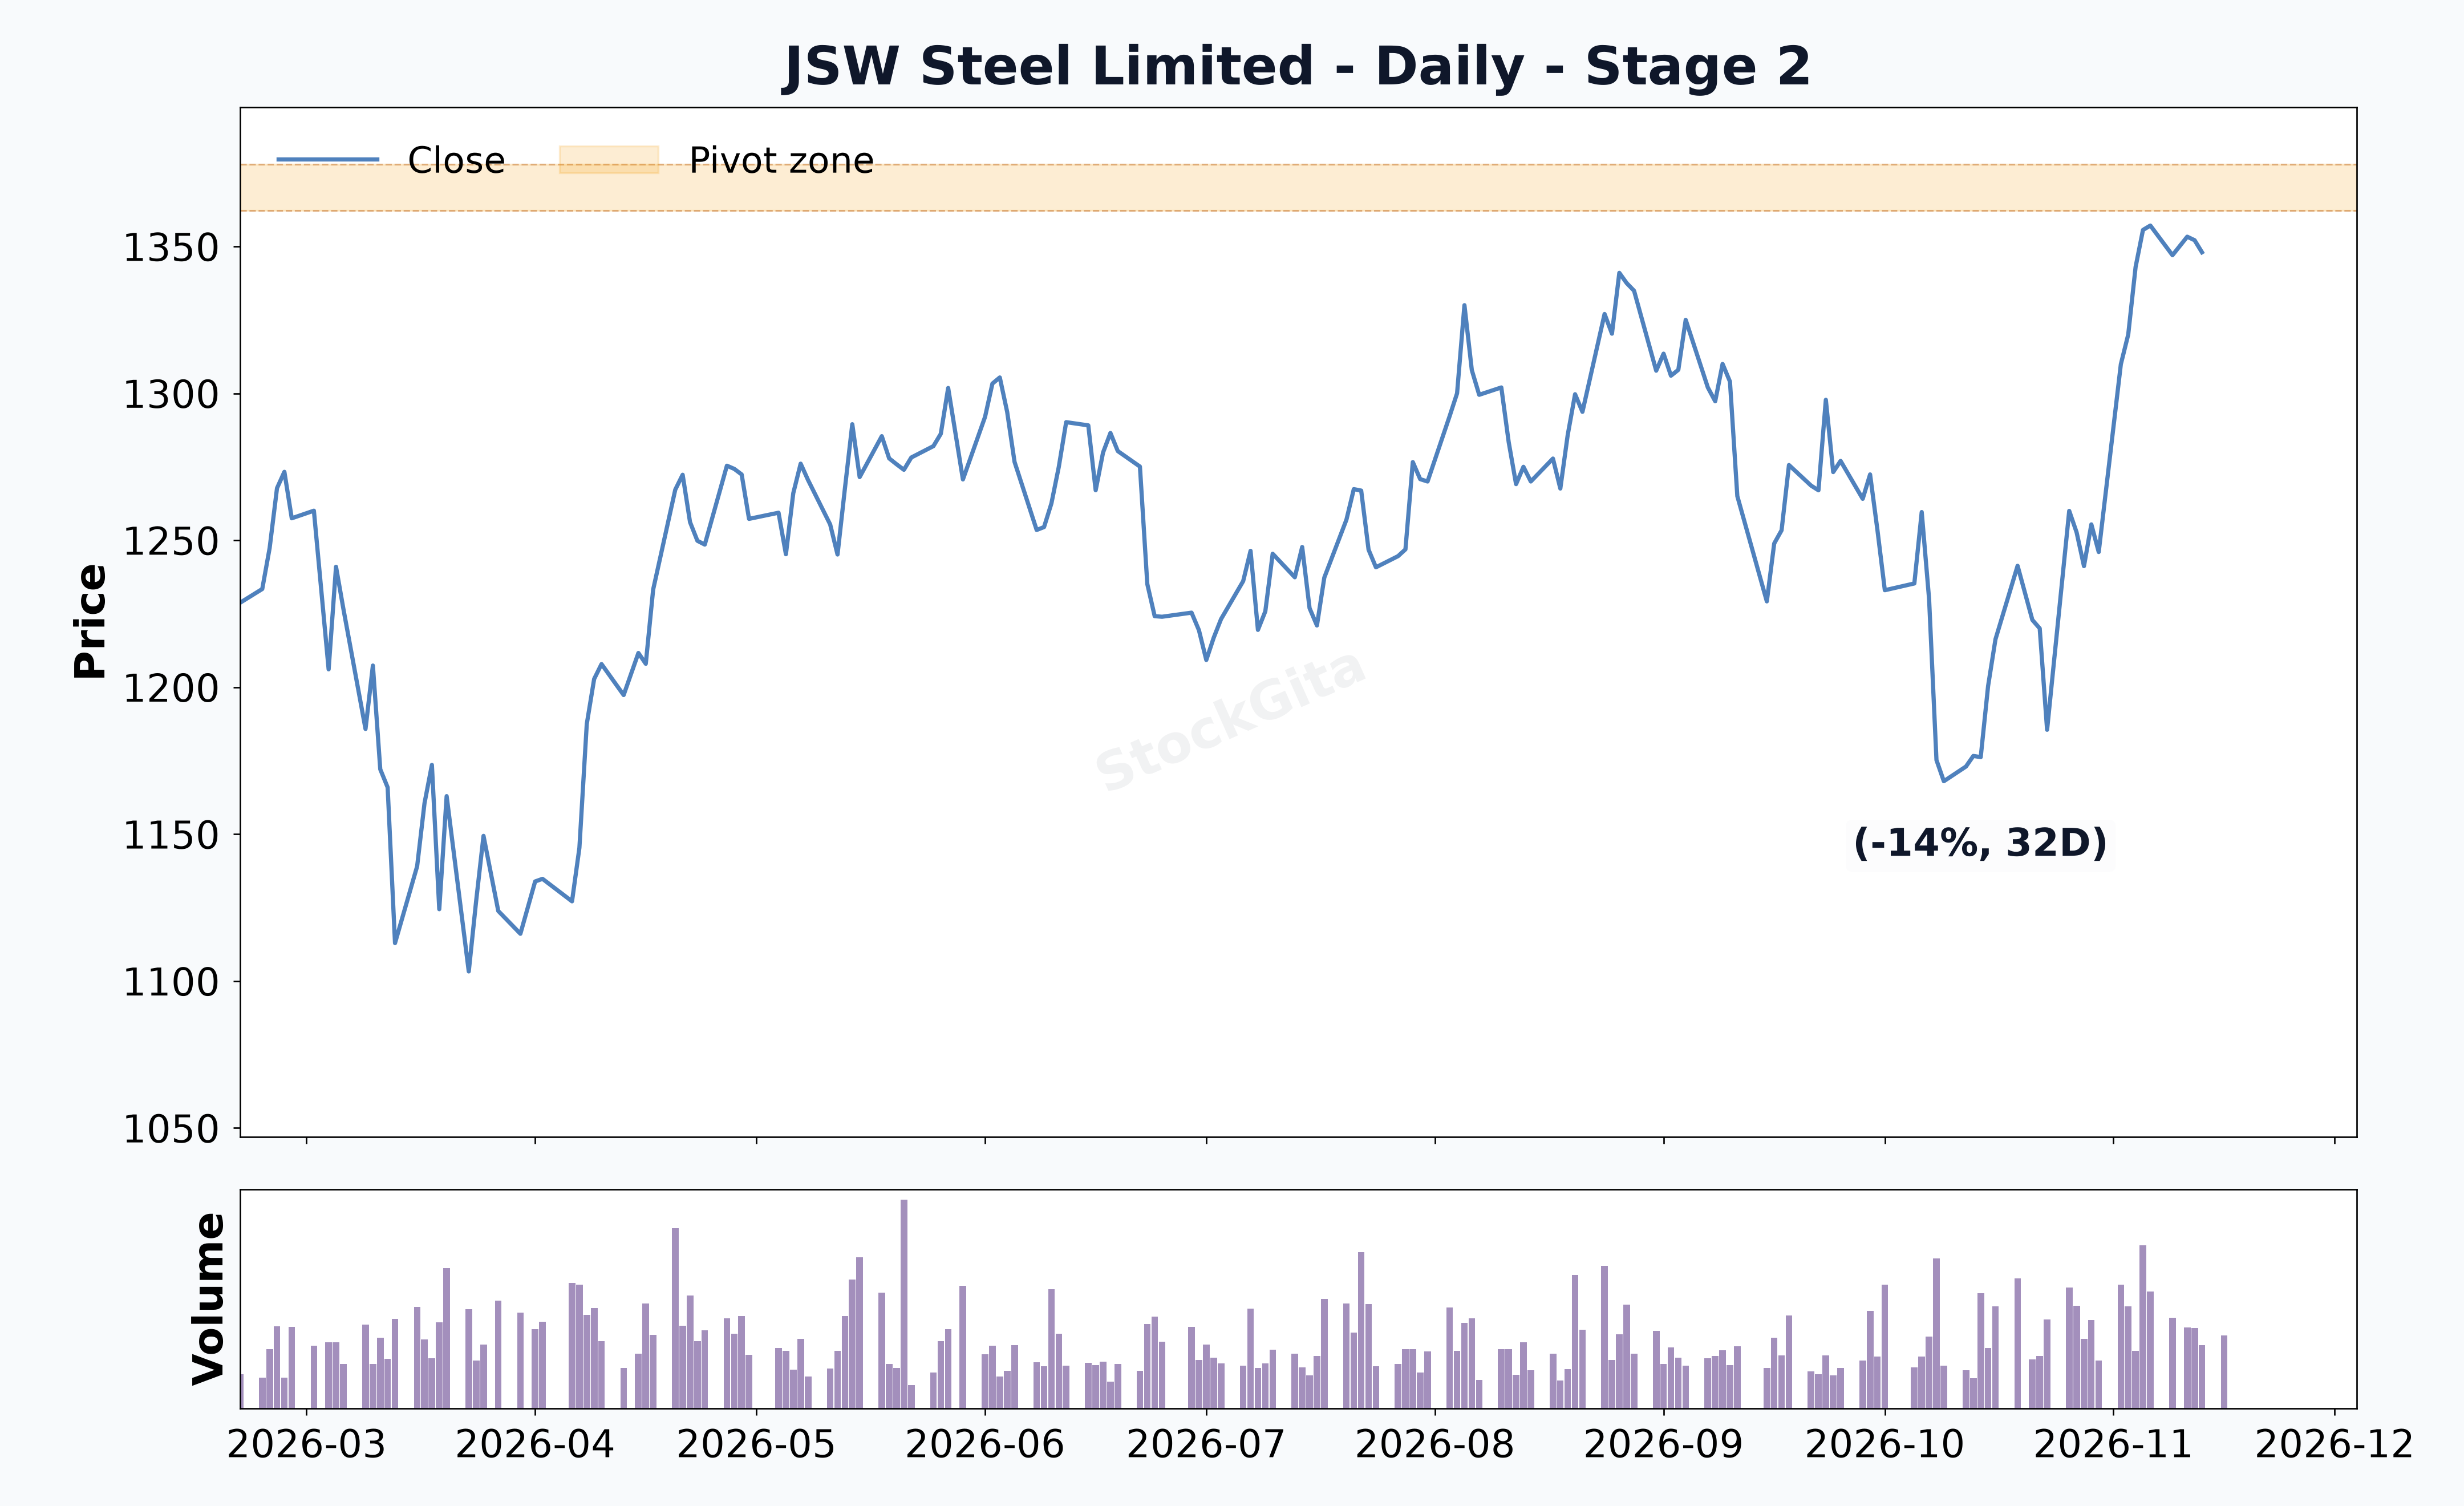 JSW Steel Limited - Daily - Stage 2
Close
Pivot zone
Price
1350
1300
1250
1200
1150
1100
1050
StockGita
(-14%, 32D)
Volume
2026-03
2026-04
2026-05
2026-06
2026-07
2026-08
2026-09
2026-10
2026-11
2026-12